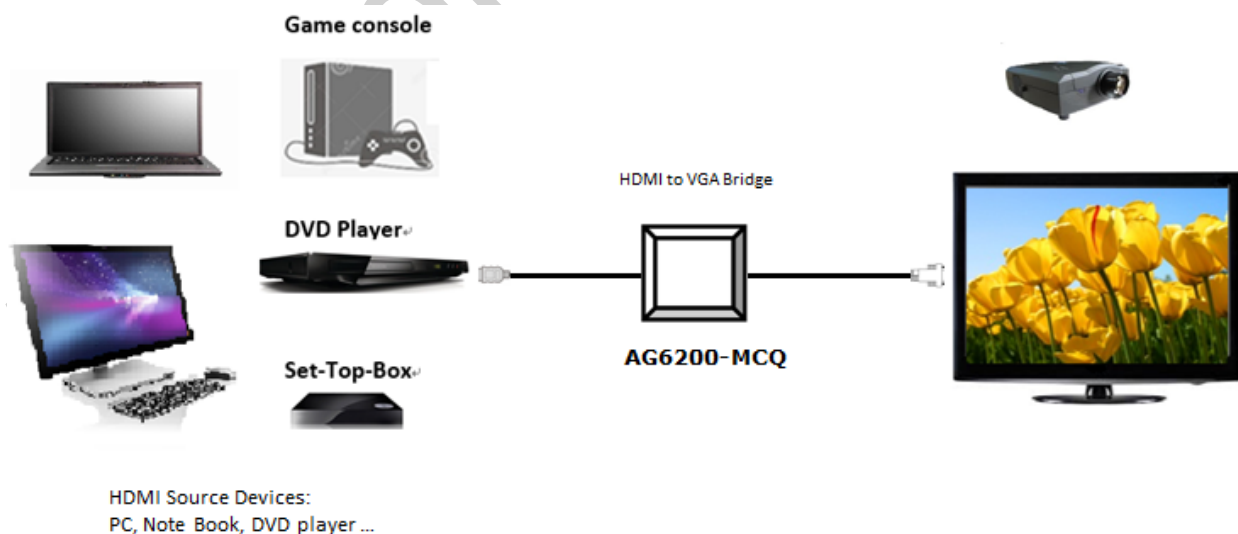 Game console
HDMI to VGA Bridge
DVD Player
AG6200-MCQ
Set-Top-Box
HDMI Source Devices:
PC, Note Book, DVD player ...